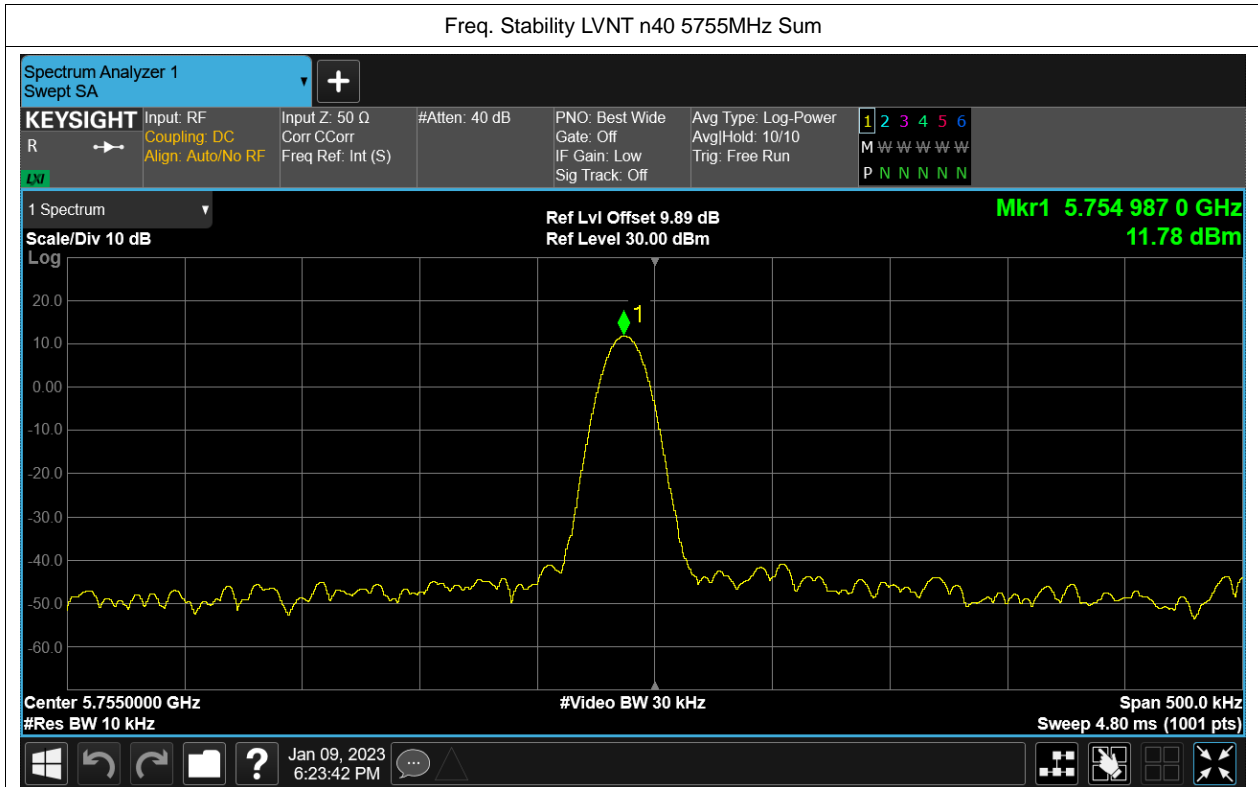 Freq. Stability LVNT n40 5755MHz Sum
Spectrum Analyzer 1
Swept SA
KEYSIGHT
R
LXI
Input: RF
Coupling: DC
Align: Auto/No RF
Input Z: 50 Ω
Corr CCorr
Freq Ref: Int (S)
#Atten: 40 dB
PNO: Best Wide
Gate: Off
IF Gain: Low
Sig Track: Off
Avg Type: Log-Power
Avg|Hold: 10/10
Trig: Free Run
1 2 3 4 5 6
M W W W W W
P N N N N N
1 Spectrum
Scale/Div 10 dB
Ref Lvl Offset 9.89 dB
Ref Level 30.00 dBm
Mkr1 5.754 987 0 GHz
11.78 dBm
Log
20.0
10.0
0.00
-10.0
-20.0
-30.0
-40.0
-50.0
-60.0
1
Center 5.7550000 GHz
#Res BW 10 kHz
#Video BW 30 kHz
Span 500.0 kHz
Sweep 4.80 ms (1001 pts)
?
Jan 09, 2023
6:23:42 PM